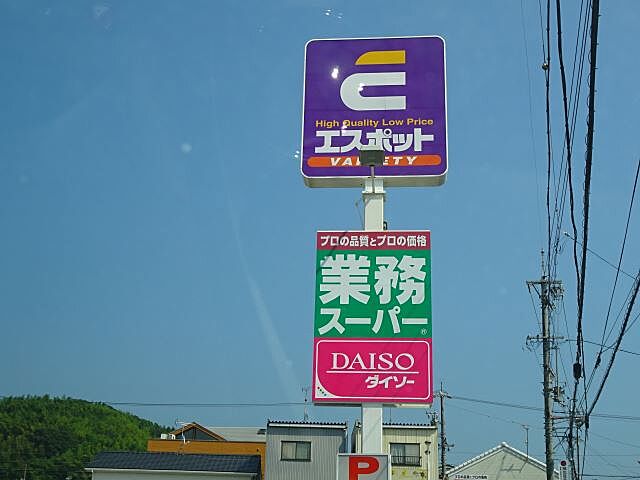 High Quality Low Price
エスポット
VARIETY
プロの品質とプロの価格
業務
スーパー®
DAISO
ダイソー
P